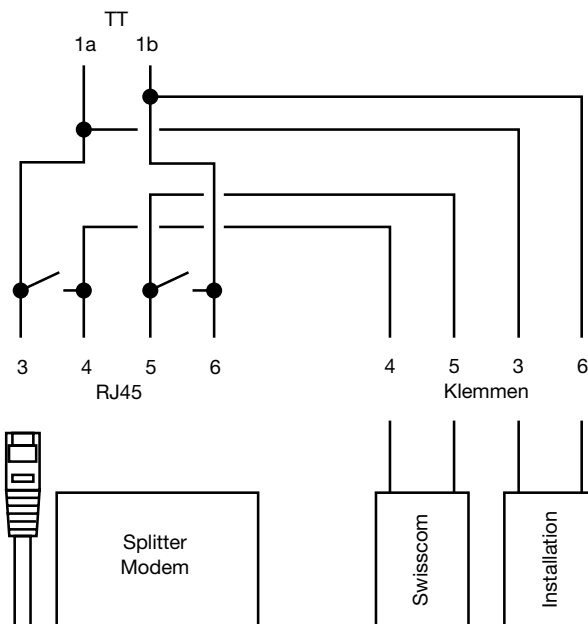 TT
1a 1b
3 4 5 6 4 5 3 6
RJ45 Klemmen
Splitter
Modem
Swisscom
Installation